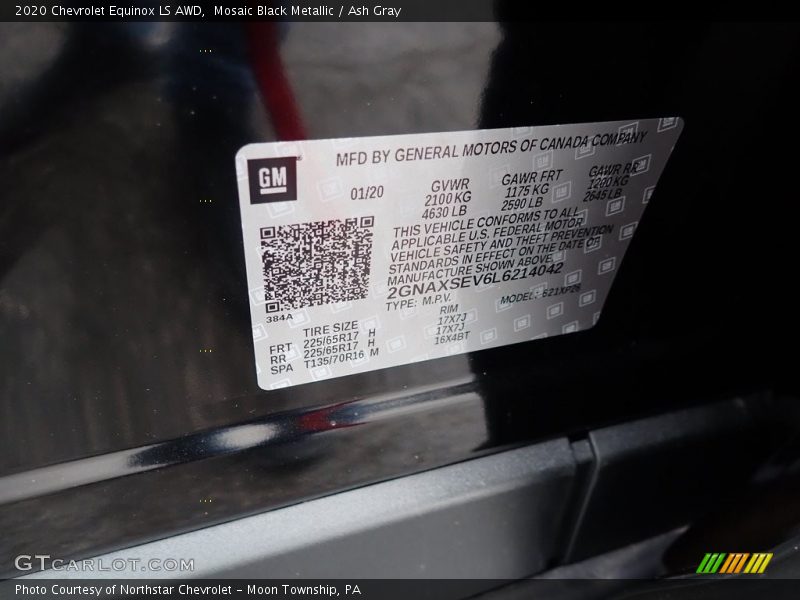 2020 Chevrolet Equinox LS AWD,  Mosaic Black Metallic / Ash Gray
MFD BY GENERAL MOTORS OF CANADA COMPANY
GM
01/20
GVWR
2100 KG
4630 LB
GAWR FRT
1175 KG
2590 LB
GAWR RR
1200 KG
2645 LB
THIS VEHICLE CONFORMS TO ALL
APPLICABLE U.S. FEDERAL MOTOR
VEHICLE SAFETY AND THEFT PREVENTION
STANDARDS IN EFFECT ON THE DATE OF
MANUFACTURE SHOWN ABOVE.
2GNAXSEV6L6214042
TYPE: M.P.V.
MODEL: 621XP26
384A
TIRE SIZE
RIM
FRT 225/65R17 H 17X7J
RR 225/65R17 H 17X7J
SPA T135/70R16 M 16X4BT
GTCARLOT.COM
Photo Courtesy of Northstar Chevrolet – Moon Township, PA